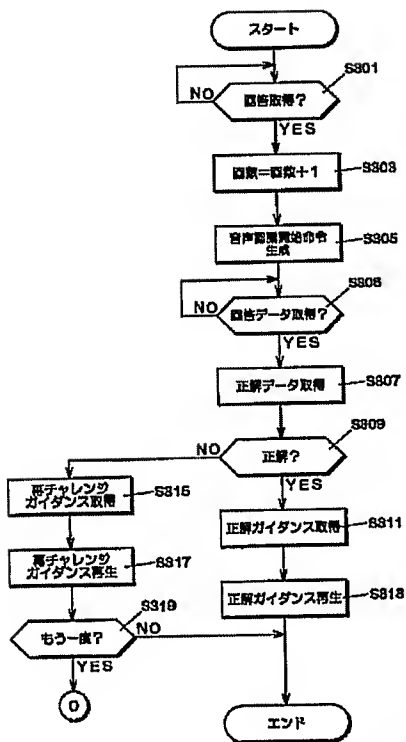 スタート
S301
回答取得?
NO
YES
回数=回数+1
S303
音声認識開始命令
生成
S305
S306
回答データ取得?
NO
YES
正解データ取得
S307
S309
正解?
NO
YES
再チャレンジ
ガイダンス取得
S315
正解ガイダンス取得
S311
再チャレンジ
ガイダンス再生
S317
正解ガイダンス再生
S313
S319
もう一度?
NO
YES
D
エンド